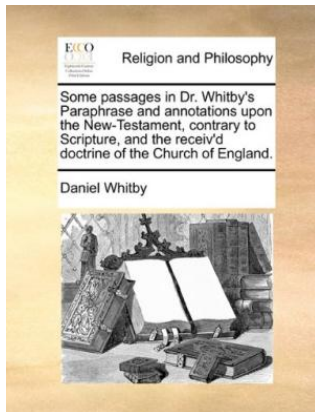 ECCO
Religion and Philosophy
Some passages in Dr. Whitby's
Paraphrase and annotations upon
the New-Testament, contrary to
Scripture, and the receiv'd
doctrine of the Church of England.
Daniel Whitby